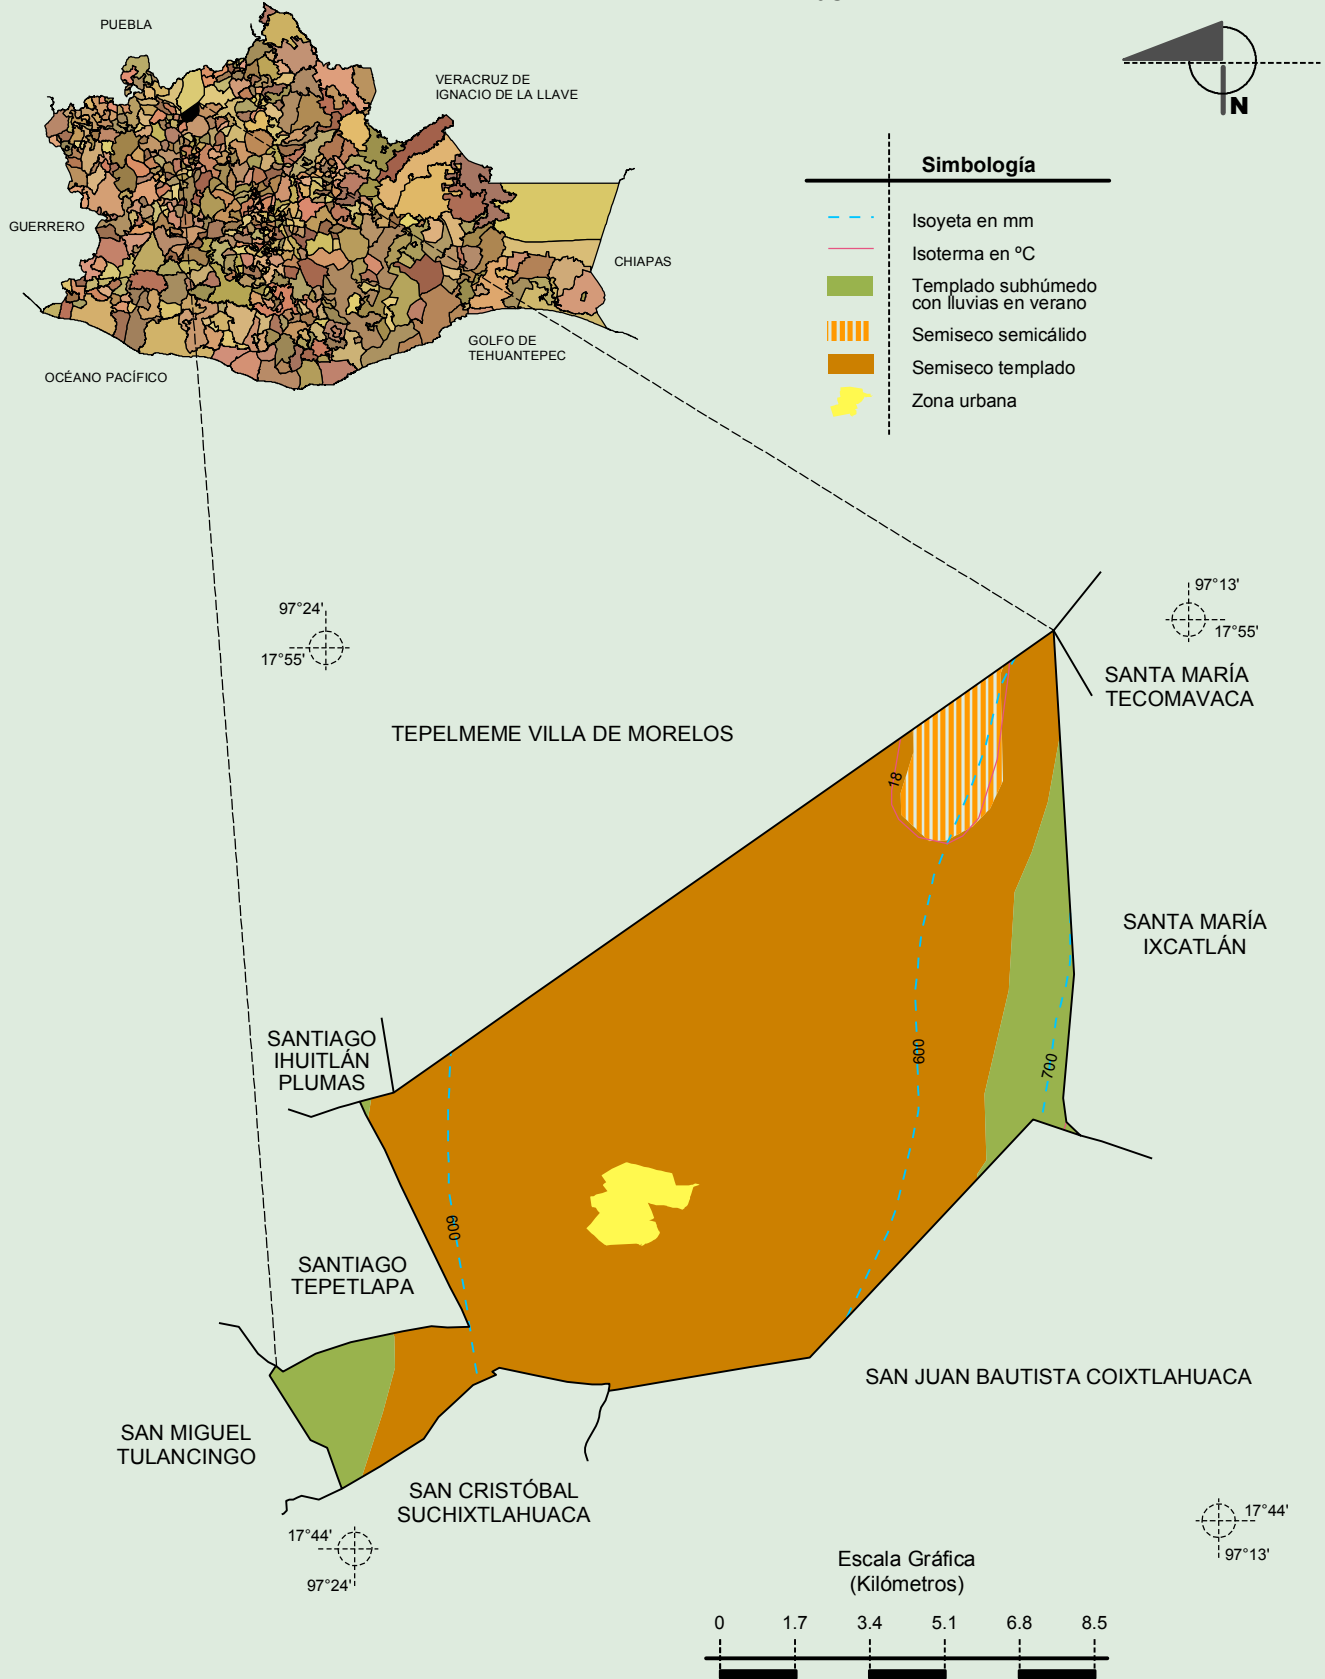 PUEBLA
VERACRUZ DE
IGNACIO DE LA LLAVE
GUERRERO
CHIAPAS
GOLFO DE
TEHUANTEPEC
OCÉANO PACÍFICO
N
Simbología
Isoyeta en mm
Isoterma en ºC
Templado subhúmedo
con lluvias en verano
Semiseco semicálido
Semiseco templado
Zona urbana
97°24'
17°55'
97°13'
17°55'
SANTA MARÍA
TECOMAVACA
TEPELMEME VILLA DE MORELOS
18
SANTA MARÍA
IXCATLÁN
SANTIAGO
IHUITLÁN
PLUMAS
600
700
600
SANTIAGO
TEPETLAPA
SAN JUAN BAUTISTA COIXTLAHUACA
SAN MIGUEL
TULANCINGO
SAN CRISTÓBAL
SUCHIXTLAHUACA
17°44'
97°24'
17°44'
97°13'
Escala Gráfica
(Kilómetros)
0 1.7 3.4 5.1 6.8 8.5